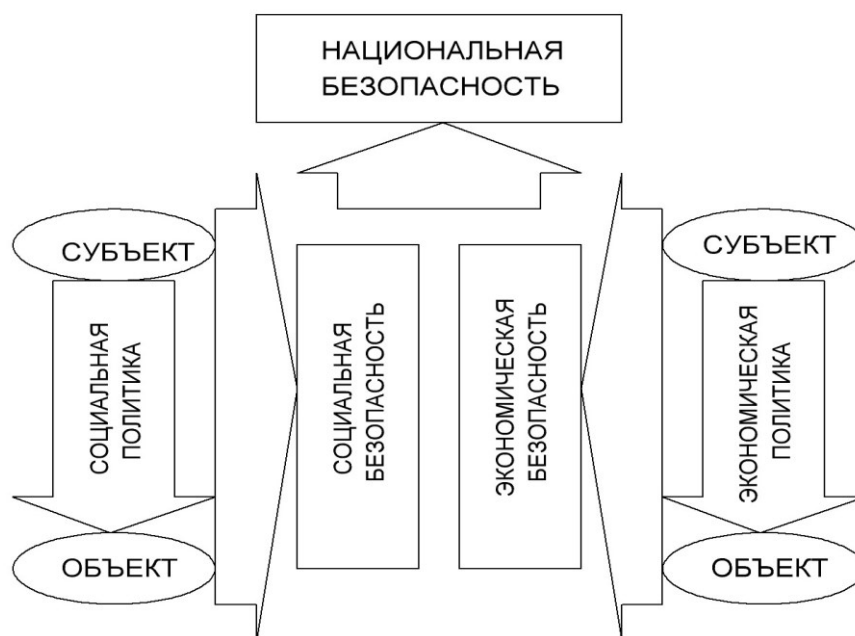 НАЦИОНАЛЬНАЯ
БЕЗОПАСНОСТЬ
СУБЪЕКТ
СОЦИАЛЬНАЯ
ПОЛИТИКА
ОБЪЕКТ
СОЦИАЛЬНАЯ
БЕЗОПАСНОСТЬ
ЭКОНОМИЧЕСКАЯ
БЕЗОПАСНОСТЬ
СУБЪЕКТ
ЭКОНОМИЧЕСКАЯ
ПОЛИТИКА
ОБЪЕКТ